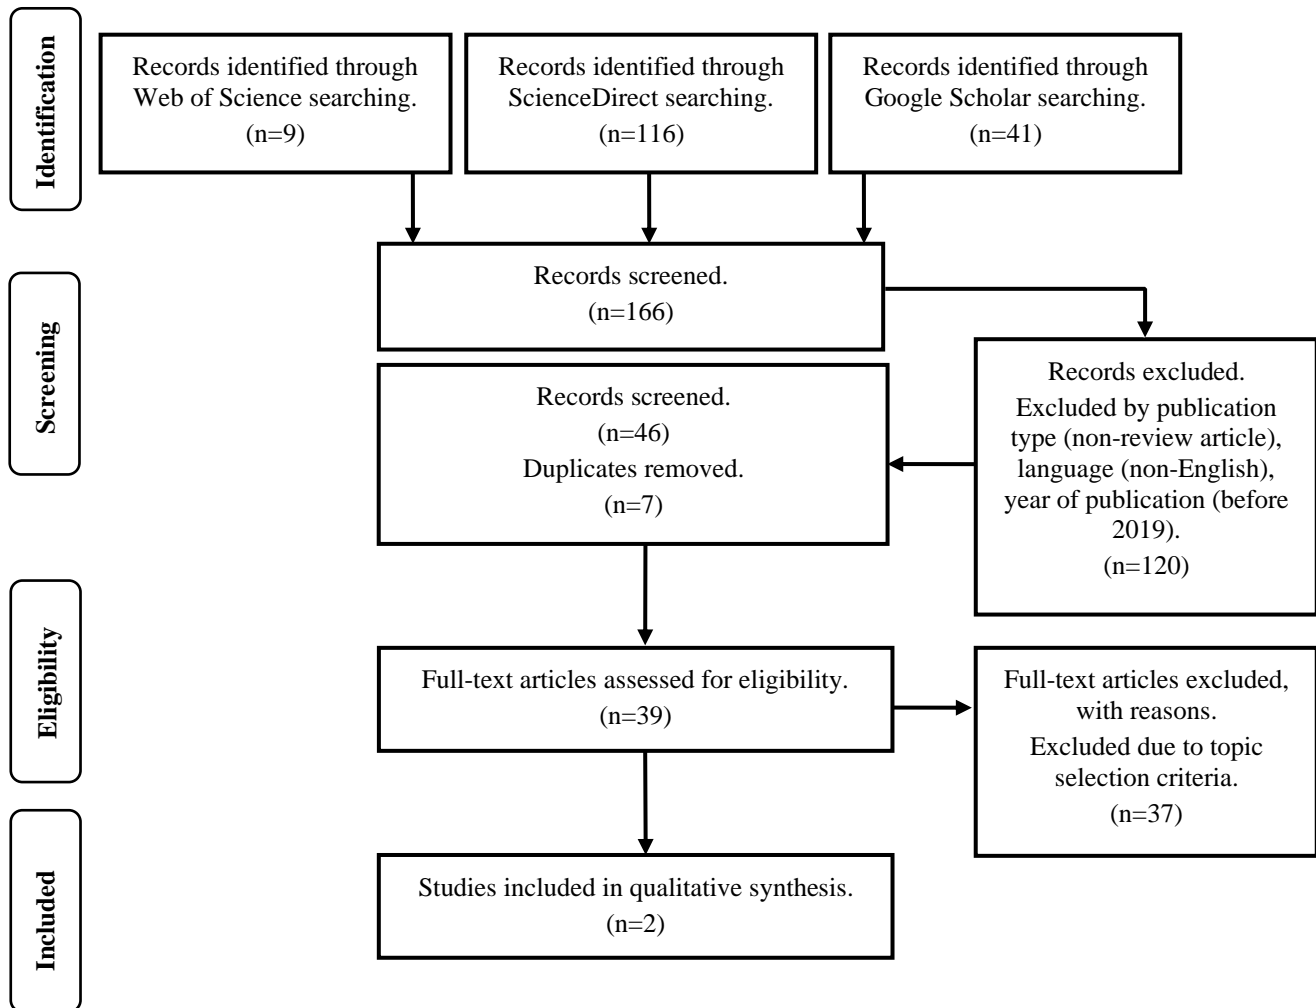 Identification
Records identified through
Web of Science searching.
(n=9)
Records identified through
ScienceDirect searching.
(n=116)
Records identified through
Google Scholar searching.
(n=41)
Screening
Records screened.
(n=166)
Records excluded.
Excluded by publication
type (non-review article),
language (non-English),
year of publication (before
2019).
(n=120)
Records screened.
(n=46)
Duplicates removed.
(n=7)
Eligibility
Full-text articles assessed for eligibility.
(n=39)
Full-text articles excluded,
with reasons.
Excluded due to topic
selection criteria.
(n=37)
Included
Studies included in qualitative synthesis.
(n=2)